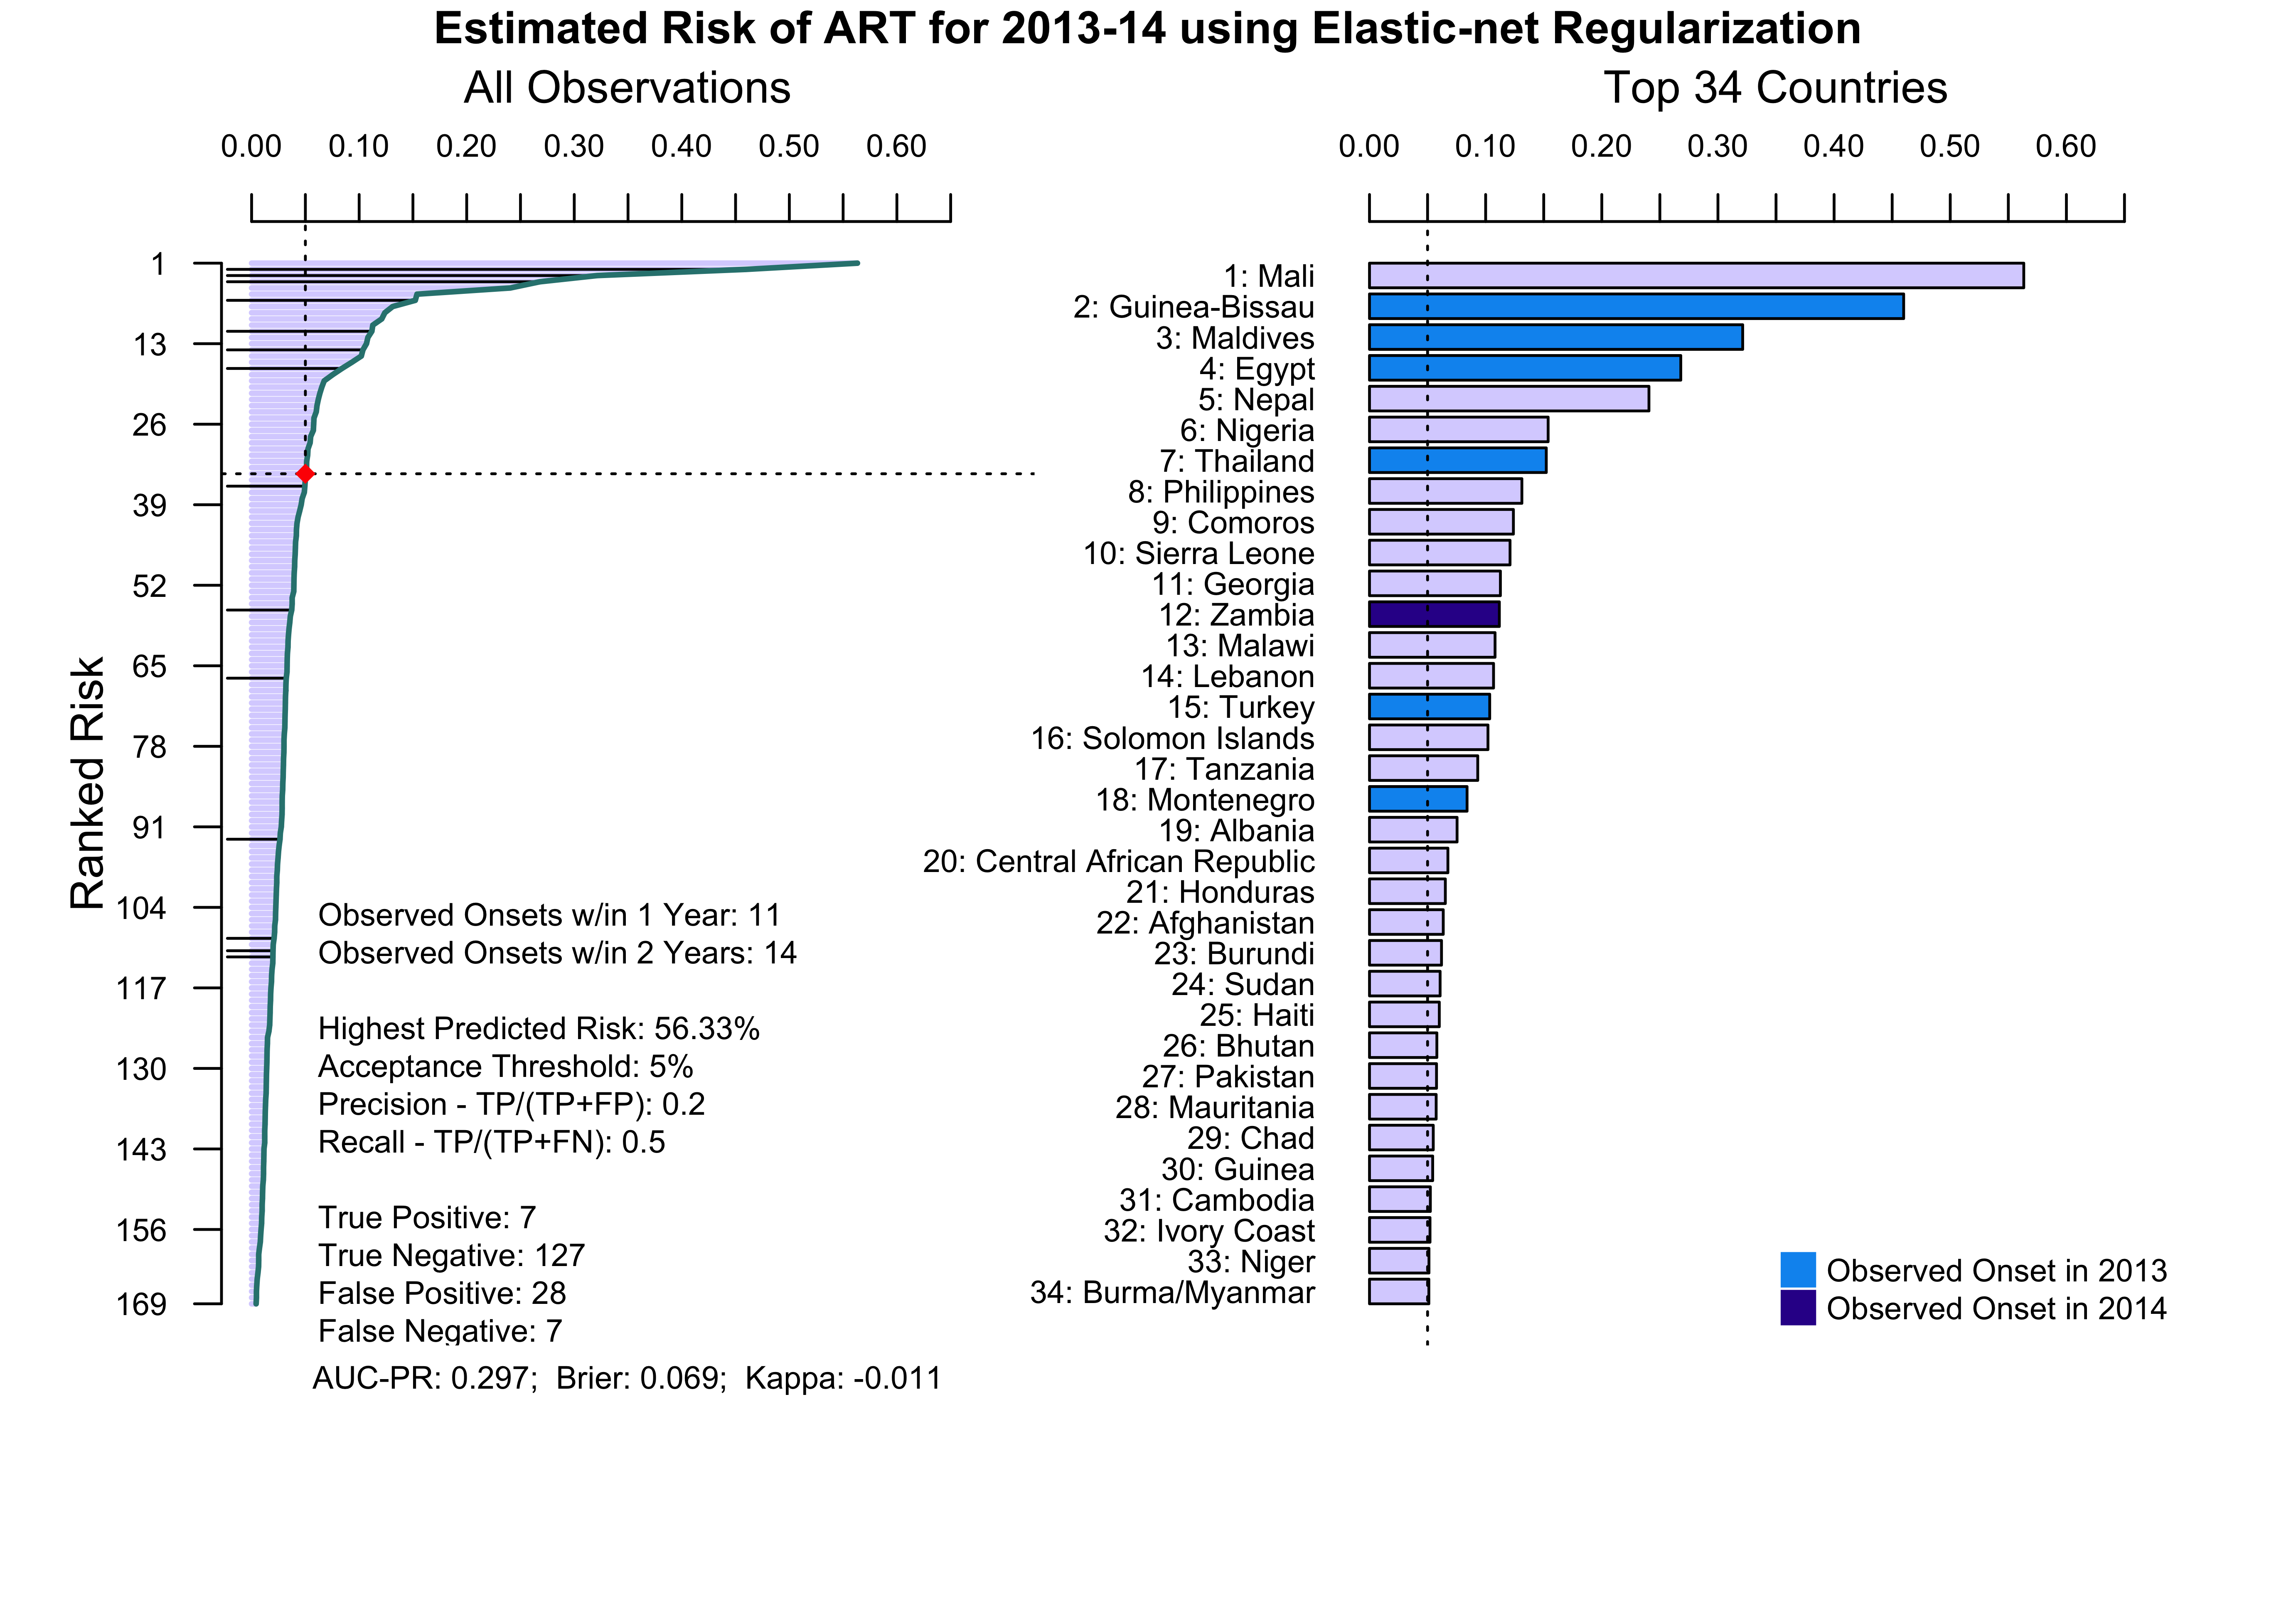 Estimated Risk of ART for 2013-14 using Elastic-net Regularization
All Observations
0.00 0.10 0.20 0.30 0.40 0.50 0.60
Ranked Risk
1
13
26
39
52
65
78
91
104
117
130
143
156
169
Observed Onsets w/in 1 Year: 11
Observed Onsets w/in 2 Years: 14
Highest Predicted Risk: 56.33%
Acceptance Threshold: 5%
Precision - TP/(TP+FP): 0.2
Recall - TP/(TP+FN): 0.5
True Positive: 7
True Negative: 127
False Positive: 28
False Negative: 7
AUC-PR: 0.297; Brier: 0.069; Kappa: -0.011
Top 34 Countries
0.00 0.10 0.20 0.30 0.40 0.50 0.60
1: Mali
2: Guinea-Bissau
3: Maldives
4: Egypt
5: Nepal
6: Nigeria
7: Thailand
8: Philippines
9: Comoros
10: Sierra Leone
11: Georgia
12: Zambia
13: Malawi
14: Lebanon
15: Turkey
16: Solomon Islands
17: Tanzania
18: Montenegro
19: Albania
20: Central African Republic
21: Honduras
22: Afghanistan
23: Burundi
24: Sudan
25: Haiti
26: Bhutan
27: Pakistan
28: Mauritania
29: Chad
30: Guinea
31: Cambodia
32: Ivory Coast
33: Niger
34: Burma/Myanmar
Observed Onset in 2013
Observed Onset in 2014